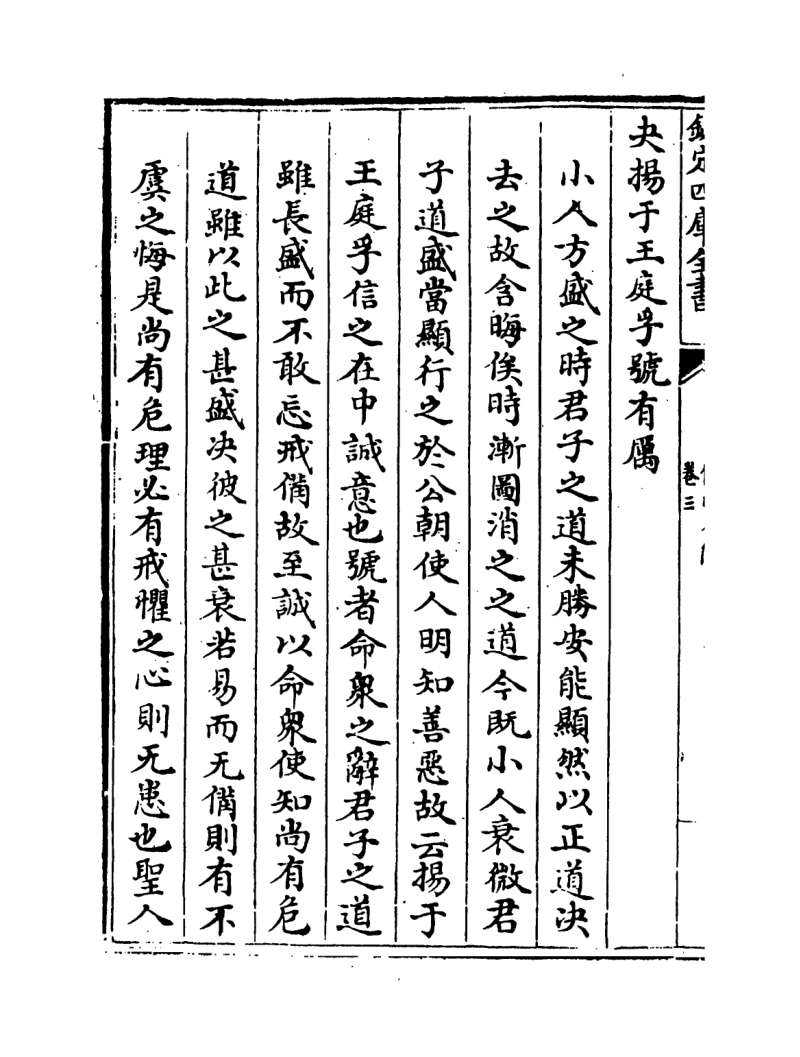 欽定四庫全書
卷三
夬揚于王庭孚號有厲
小人方盛之時君子之道未勝安能顯然以正道決
去之故含晦俟時漸圖消之之道今既小人衰微君
子道盛當顯行之於公朝使人明知善惡故云揚于
王庭孚信之在中誠意也號者命衆之辭君子之道
雖長盛而不敢忘戒備故至誠以命衆使知尚有危
道雖以此之甚盛决彼之甚衰若易而无備則有不
虞之悔是尚有危理必有戒懼之心則无患也聖人